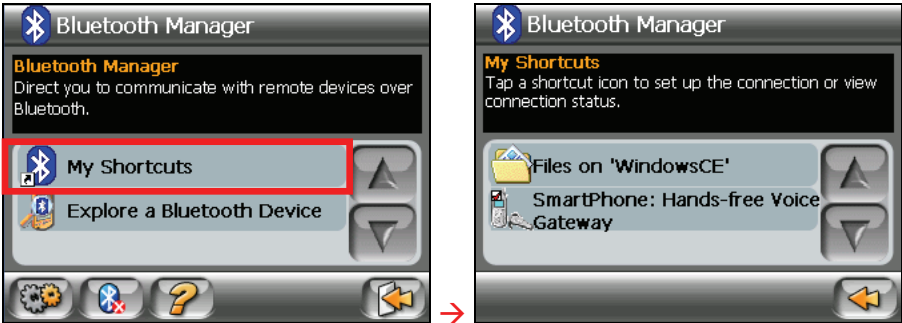 Bluetooth Manager
Bluetooth Manager
Direct you to communicate with remote devices over
Bluetooth.
My Shortcuts
Explore a Bluetooth Device
→
Bluetooth Manager
My Shortcuts
Tap a shortcut icon to set up the connection or view
connection status.
Files on 'WindowsCE'
SmartPhone: Hands-free Voice
Gateway